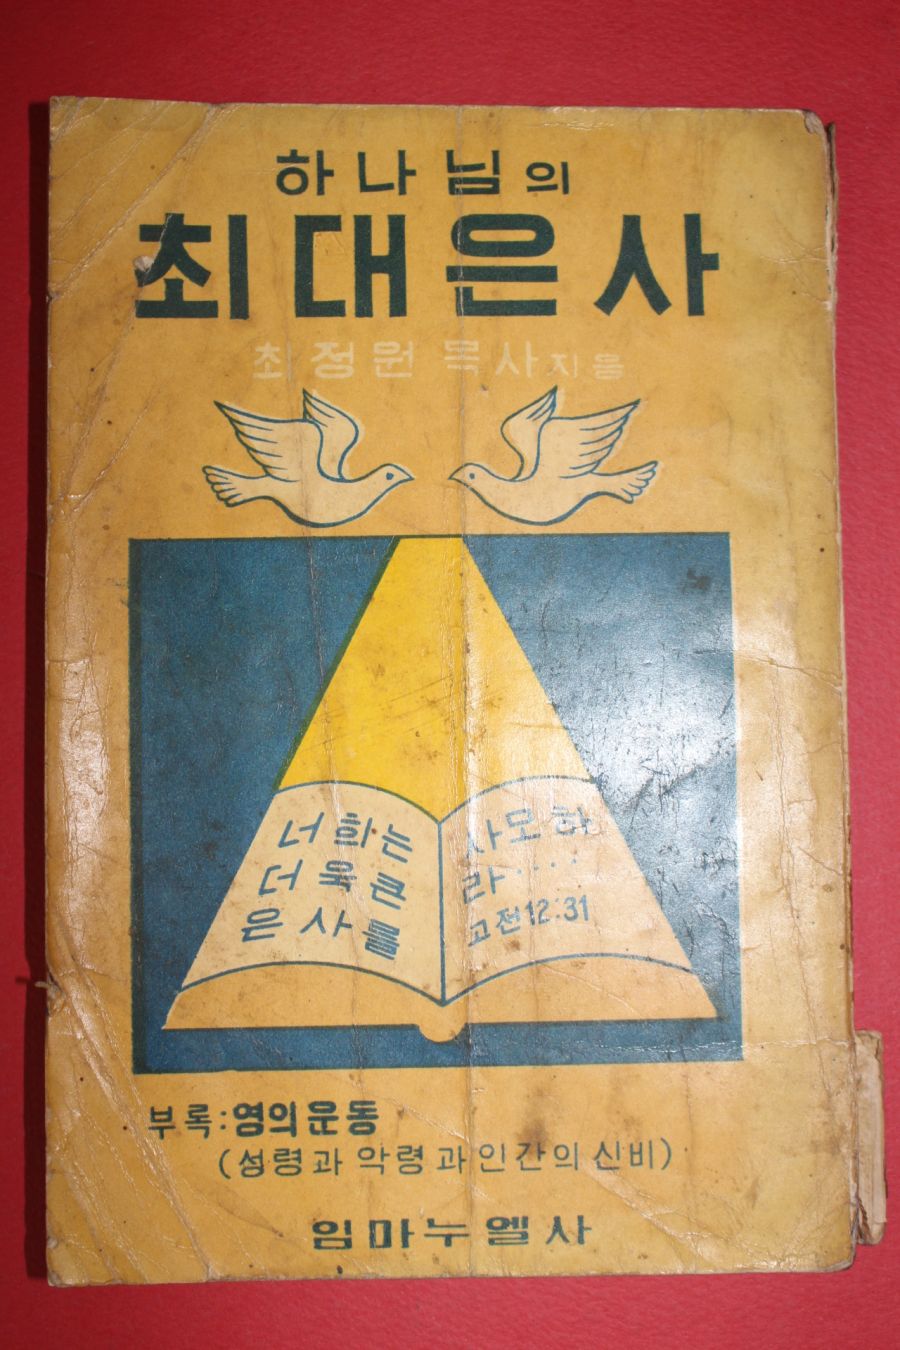 하나님의
최대은사
최정원 목사 지음
너희는
더욱큰
은사를
사모하
라····
고전12:31
부록:영의운동
(성령과 악령과 인간의 신비)
임마누엘사